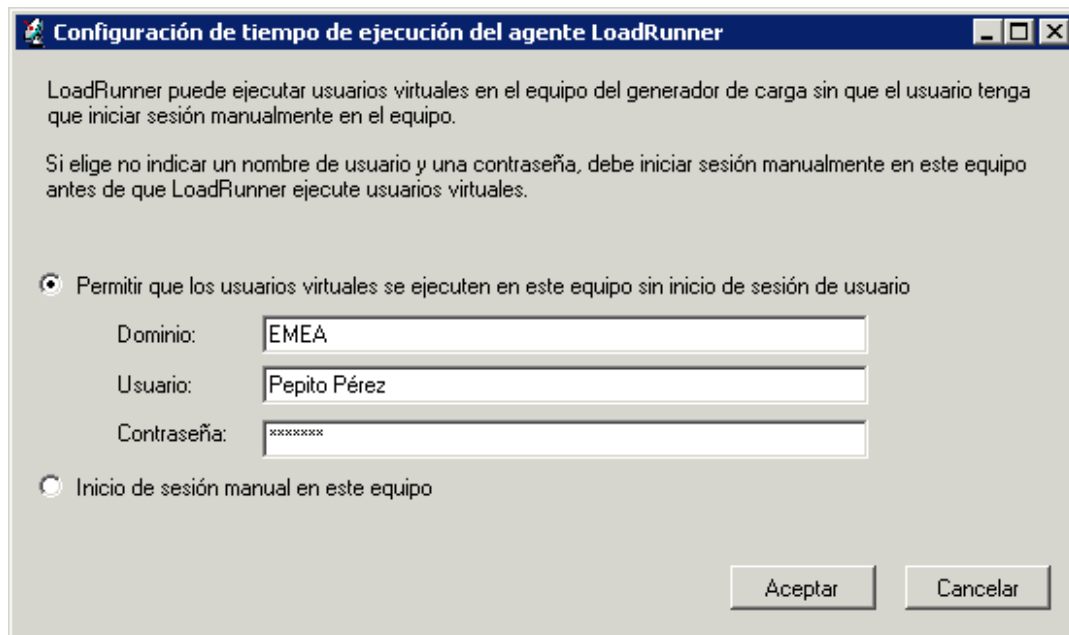 Configuración de tiempo de ejecución del agente LoadRunner
LoadRunner puede ejecutar usuarios virtuales en el equipo del generador de carga sin que el usuario tenga
que iniciar sesión manualmente en el equipo.
Si elige no indicar un nombre de usuario y una contraseña, debe iniciar sesión manualmente en este equipo
antes de que LoadRunner ejecute usuarios virtuales.
Permitir que los usuarios virtuales se ejecuten en este equipo sin inicio de sesión de usuario
Dominio: EMEA
Usuario: Pepito Pérez
Contraseña: *******
Inicio de sesión manual en este equipo
Aceptar Cancelar